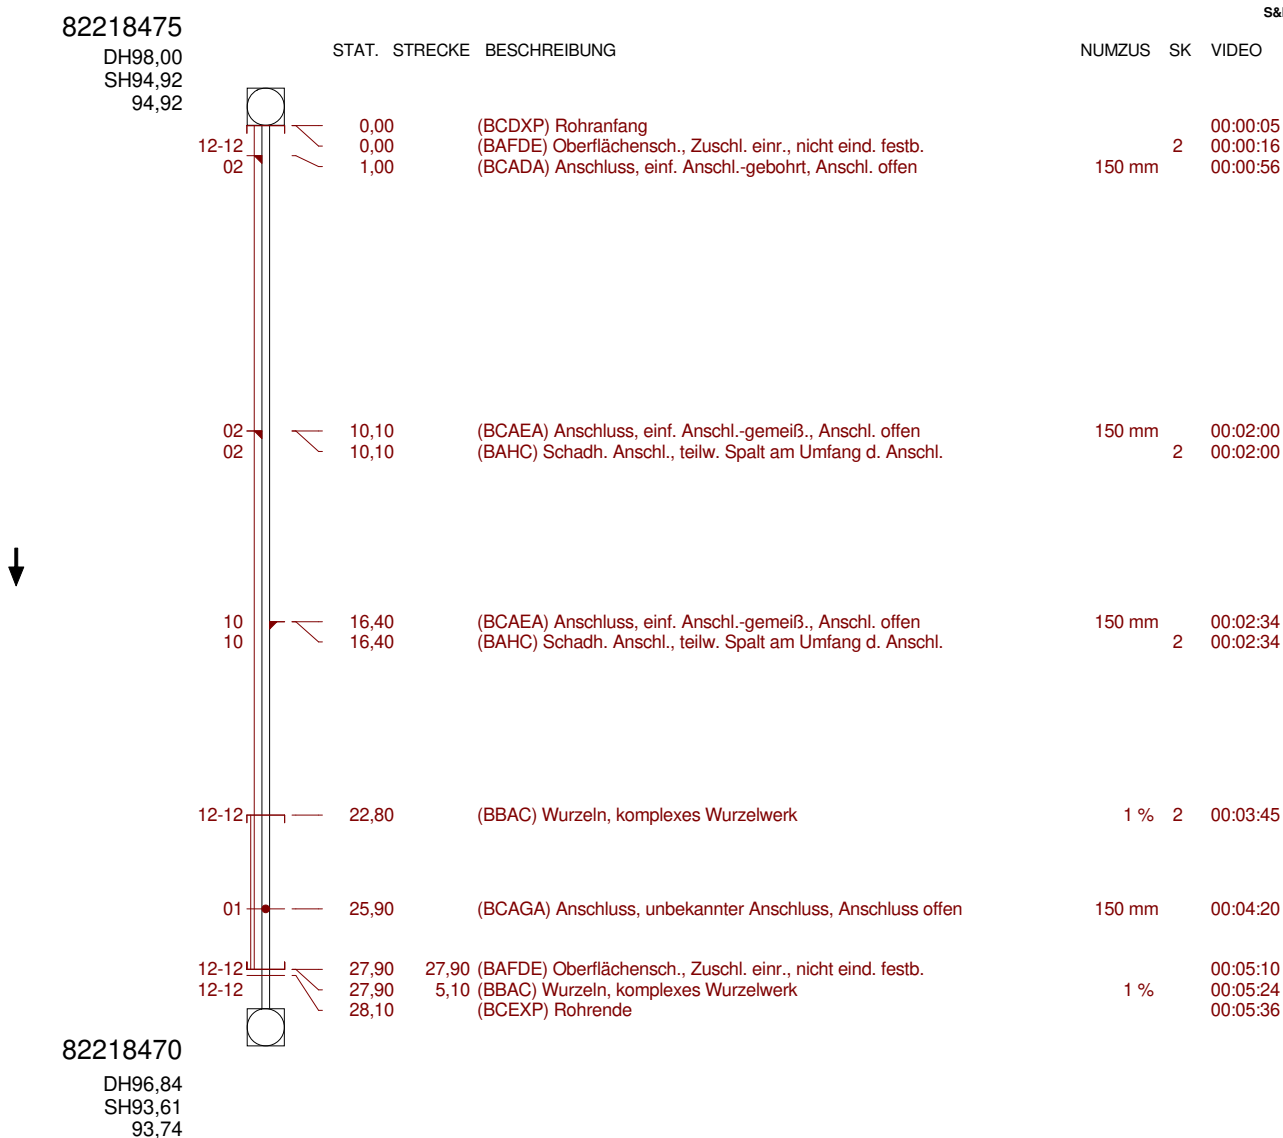 S&
82218475
DH98,00
SH94,92
94,92
STAT. STRECKE BESCHREIBUNG NUMZUS SK VIDEO
0,00 (BCDXP) Rohranfang 00:00:05
12-12 0,00 (BAFDE) Oberflächensch., Zuschl. einr., nicht eind. festb. 2 00:00:16
02 1,00 (BCADA) Anschluss, einf. Anschl.-gebohrt, Anschl. offen 150 mm 00:00:56
02 10,10 (BCAEA) Anschluss, einf. Anschl.-gemeiß., Anschl. offen 150 mm 00:02:00
02 10,10 (BAHC) Schadh. Anschl., teilw. Spalt am Umfang d. Anschl. 2 00:02:00
10 16,40 (BCAEA) Anschluss, einf. Anschl.-gemeiß., Anschl. offen 150 mm 00:02:34
10 16,40 (BAHC) Schadh. Anschl., teilw. Spalt am Umfang d. Anschl. 2 00:02:34
12-12 22,80 (BBAC) Wurzeln, komplexes Wurzelwerk 1 % 2 00:03:45
01 25,90 (BCAGA) Anschluss, unbekannter Anschluss, Anschluss offen 150 mm 00:04:20
12-12 27,90 27,90 (BAFDE) Oberflächensch., Zuschl. einr., nicht eind. festb. 00:05:10
12-12 27,90 5,10 (BBAC) Wurzeln, komplexes Wurzelwerk 1 % 00:05:24
28,10 (BCEXP) Rohrende 00:05:36
82218470
DH96,84
SH93,61
93,74